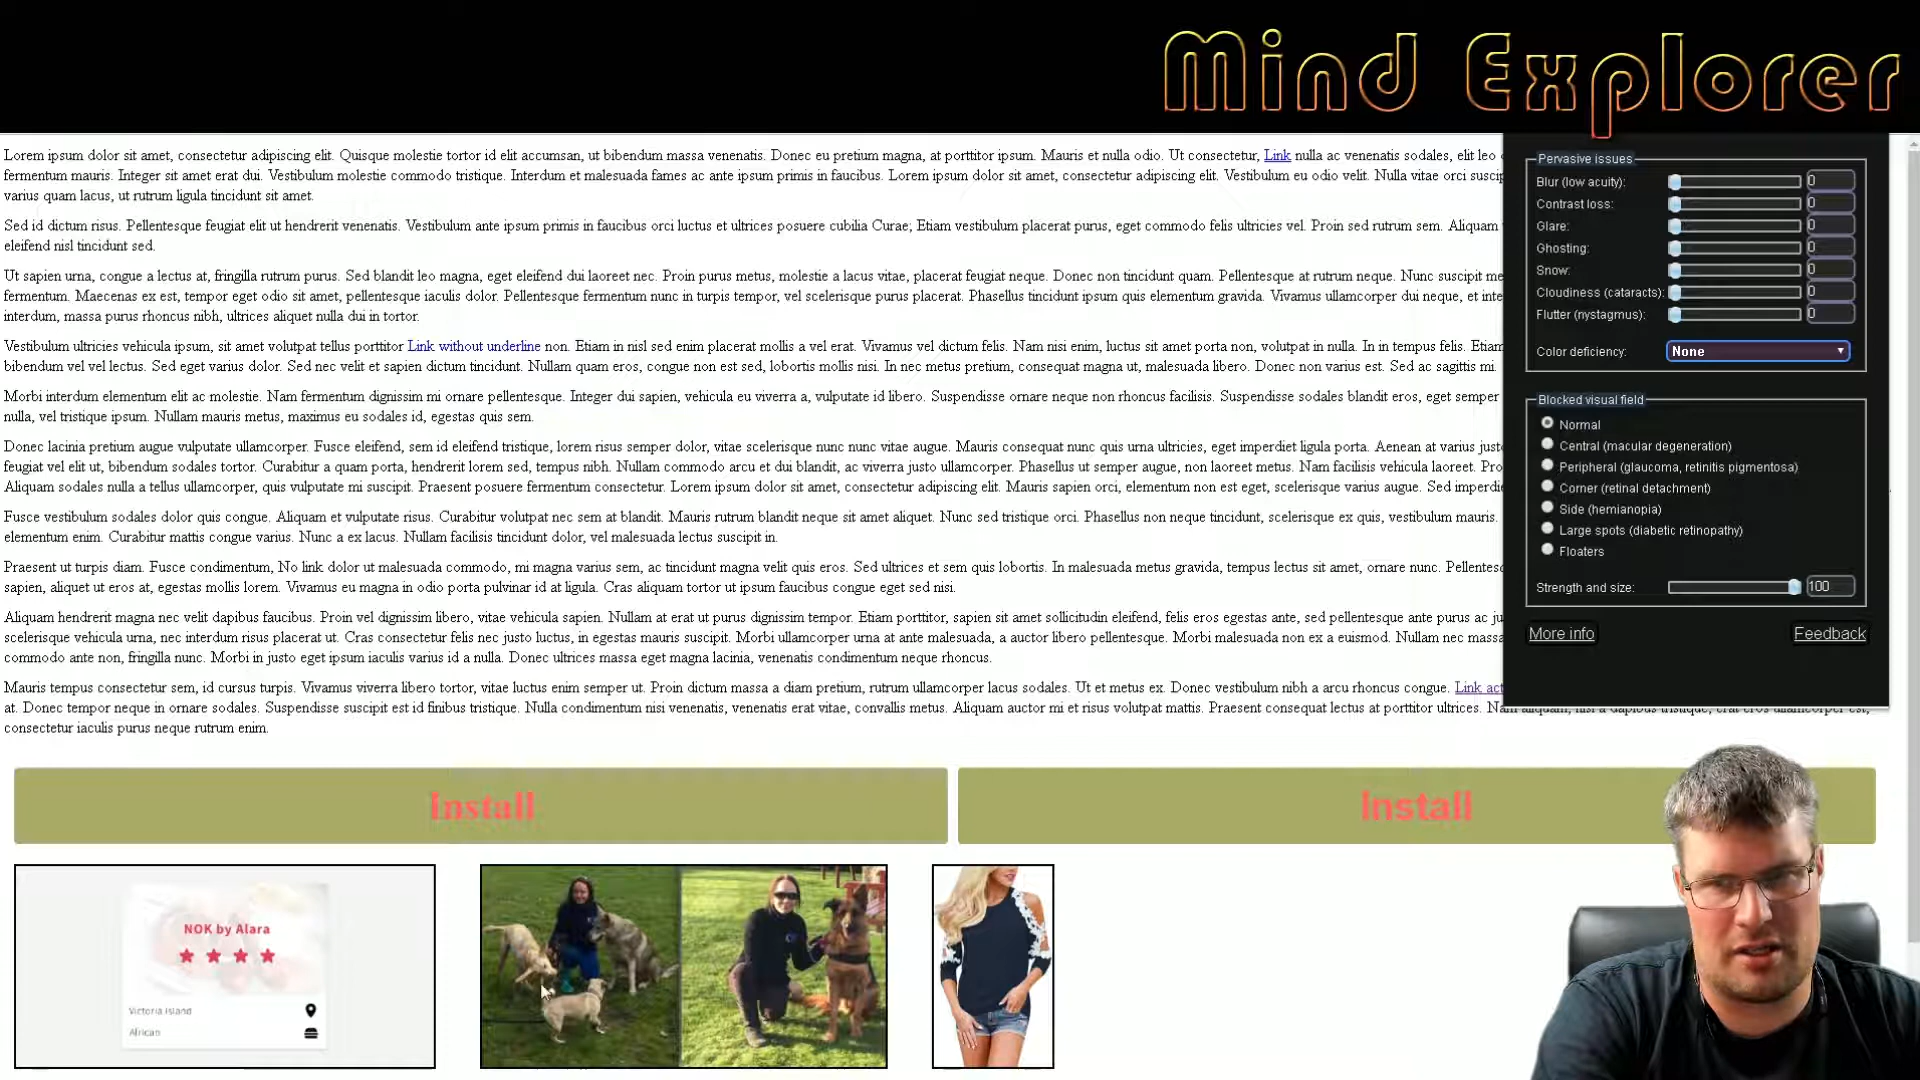 Mind Explorer
Lorem ipsum dolor sit amet, consectetur adipiscing elit. Quisque molestie tortor id elit accumsan, ut bibendum massa venenatis. Donec eu pretium magna, at porttitor ipsum. Mauris et nulla odio. Ut consectetur, Link nulla ac venenatis sodales, elit leo
fermentum mauris. Integer sit amet erat dui. Vestibulum molestie commodo tristique. Interdum et malesuada fames ac ante ipsum primis in faucibus. Lorem ipsum dolor sit amet, consectetur adipiscing elit. Vestibulum eu odio velit. Nulla vitae orci
varius quam lacus, ut rutrum ligula tincidunt sit amet.
Sed id dictum risus. Pellentesque feugiat elit ut hendrerit venenatis. Vestibulum ante ipsum primis in faucibus orci luctus et ultrices posuere cubilia Curae; Etiam vestibulum placerat purus, eget commodo felis ultricies vel. Proin sed rutrum sem. Aliquam
eleifend nisl tincidunt sed.
Ut sapien urna, congue a lectus at, fringilla rutrum purus. Sed blandit leo magna, eget eleifend dui laoreet nec. Proin purus metus, molestie a lacus vitae, placerat feugiat neque. Donec non tincidunt quam. Pellentesque at rutrum neque. Nunc suscipit
fermentum. Maecenas ex est, tempor eget odio sit amet, pellentesque iaculis dolor. Pellentesque fermentum nunc in turpis tempor, vel scelerisque purus placerat. Phasellus tincidunt ipsum quis elementum gravida. Vivamus ullamcorper dui neque, et
interdum, massa purus rhoncus nibh, ultrices aliquet nulla dui in tortor.
Vestibulum ultricies vehicula ipsum, sit amet volutpat tellus porttitor Link without underline non. Etiam in nisl sed enim placerat mollis a vel erat. Vivamus vel dictum felis. Nam nisi enim, luctus sit amet porta non, volutpat in nulla. In in tempus felis. Etiam
bibendum vel vel lectus. Sed eget varius dolor. Sed nec velit et sapien dictum tincidunt. Nullam quam eros, congue non est sed, lobortis mollis nisi. In nec metus pretium, consequat magna ut, malesuada libero. Donec non varius est. Sed ac sagittis mi.
Morbi interdum elementum elit ac molestie. Nam fermentum dignissim mi ornare pellentesque. Integer dui sapien, vehicula eu viverra a, vulputate id libero. Suspendisse ornare neque non rhoncus facilisis. Suspendisse sodales blandit eros, eget semper
nulla, vel tristique ipsum. Nullam mauris metus, maximus eu sodales id, egestas quis sem.
Donec lacinia pretium augue vulputate ullamcorper. Fusce eleifend, sem id eleifend tristique, lorem risus semper dolor, vitae scelerisque nunc nunc vitae augue. Mauris consequat nunc quis urna ultricies, eget imperdiet ligula porta. Aenean at varius
feugiat vel elit ut, bibendum sodales tortor. Curabitur a quam porta, hendrerit lorem sed, tempus nibh. Nullam commodo arcu et dui blandit, ac viverra justo ullamcorper. Phasellus ut semper augue, non laoreet metus. Nam facilisis vehicula laoreet.
Aliquam sodales nulla a tellus ullamcorper, quis vulputate mi suscipit. Praesent posuere fermentum consectetur. Lorem ipsum dolor sit amet, consectetur adipiscing elit. Mauris sapien orci, elementum non est eget, scelerisque varius augue. Sed
Fusce vestibulum sodales dolor quis congue. Aliquam et vulputate risus. Curabitur volutpat nec sem at blandit. Mauris rutrum blandit neque sit amet aliquet. Nunc sed tristique orci. Phasellus non neque tincidunt, scelerisque ex quis, vestibulum mauris.
elementum enim. Curabitur mattis congue varius. Nunc a ex lacus. Nullam facilisis tincidunt dolor, vel malesuada lectus suscipit in.
Praesent ut turpis diam. Fusce condimentum, No link dolor ut malesuada commodo, mi magna varius sem, ac tincidunt magna velit quis eros. Sed ultrices et sem quis lobortis. In malesuada metus gravida, tempus lectus sit amet, ornare nunc.
sapien, aliquet ut eros at, egestas mollis lorem. Vivamus eu magna in odio porta pulvinar id at ligula. Cras aliquam tortor ut ipsum faucibus congue eget sed nisi.
Aliquam hendrerit magna nec velit dapibus faucibus. Proin vel dignissim libero, vitae vehicula sapien. Nullam at erat ut purus dignissim tempor. Etiam porttitor, sapien sit amet sollicitudin eleifend, felis eros egestas ante, sed pellentesque ante purus ac
scelerisque vehicula urna, nec interdum risus placerat ut. Cras consectetur felis nec justo luctus, in egestas mauris suscipit. Morbi ullamcorper urna at ante malesuada, a auctor libero pellentesque. Morbi malesuada non ex a euismod. Nullam nec massa
commodo ante non, fringilla nunc. Morbi in justo eget ipsum iaculis varius id a nulla. Donec ultrices massa eget magna lacinia, venenatis condimentum neque rhoncus.
Mauris tempus consectetur sem, id cursus turpis. Vivamus viverra libero tortor, vitae luctus enim semper ut. Proin dictum massa a diam pretium, rutrum ullamcorper lacus sodales. Ut et metus ex. Donec vestibulum nibh a arcu rhoncus congue. Link
at. Donec tempor neque in ornare sodales. Suspendisse suscipit est id finibus tristique. Nulla condimentum nisi venenatis, venenatis erat vitae, convallis metus. Aliquam auctor mi et risus volutpat mattis. Praesent consequat lectus at porttitor ultrices.
consectetur iaculis purus neque rutrum enim.
Pervasive issues
Blur (low acuity): 0
Contrast loss: 0
Glare: 0
Ghosting: 0
Snow: 0
Cloudiness (cataracts): 0
Flutter (nystagmus): 0
Color deficiency: None
Blocked visual field
Normal
Central (macular degeneration)
Peripheral (glaucoma, retinitis pigmentosa)
Corner (retinal detachment)
Side (hemianopia)
Large spots (diabetic retinopathy)
Floaters
Strength and size: 100
More info Feedback
Install
Install
NOK by Alara
Victoria Island
African